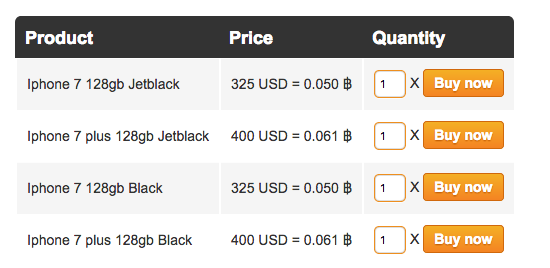 Product Price Quantity
Iphone 7 128gb Jetblack 325 USD = 0.050 ฿ 1 X Buy now
Iphone 7 plus 128gb Jetblack 400 USD = 0.061 ฿ 1 X Buy now
Iphone 7 128gb Black 325 USD = 0.050 ฿ 1 X Buy now
Iphone 7 plus 128gb Black 400 USD = 0.061 ฿ 1 X Buy now